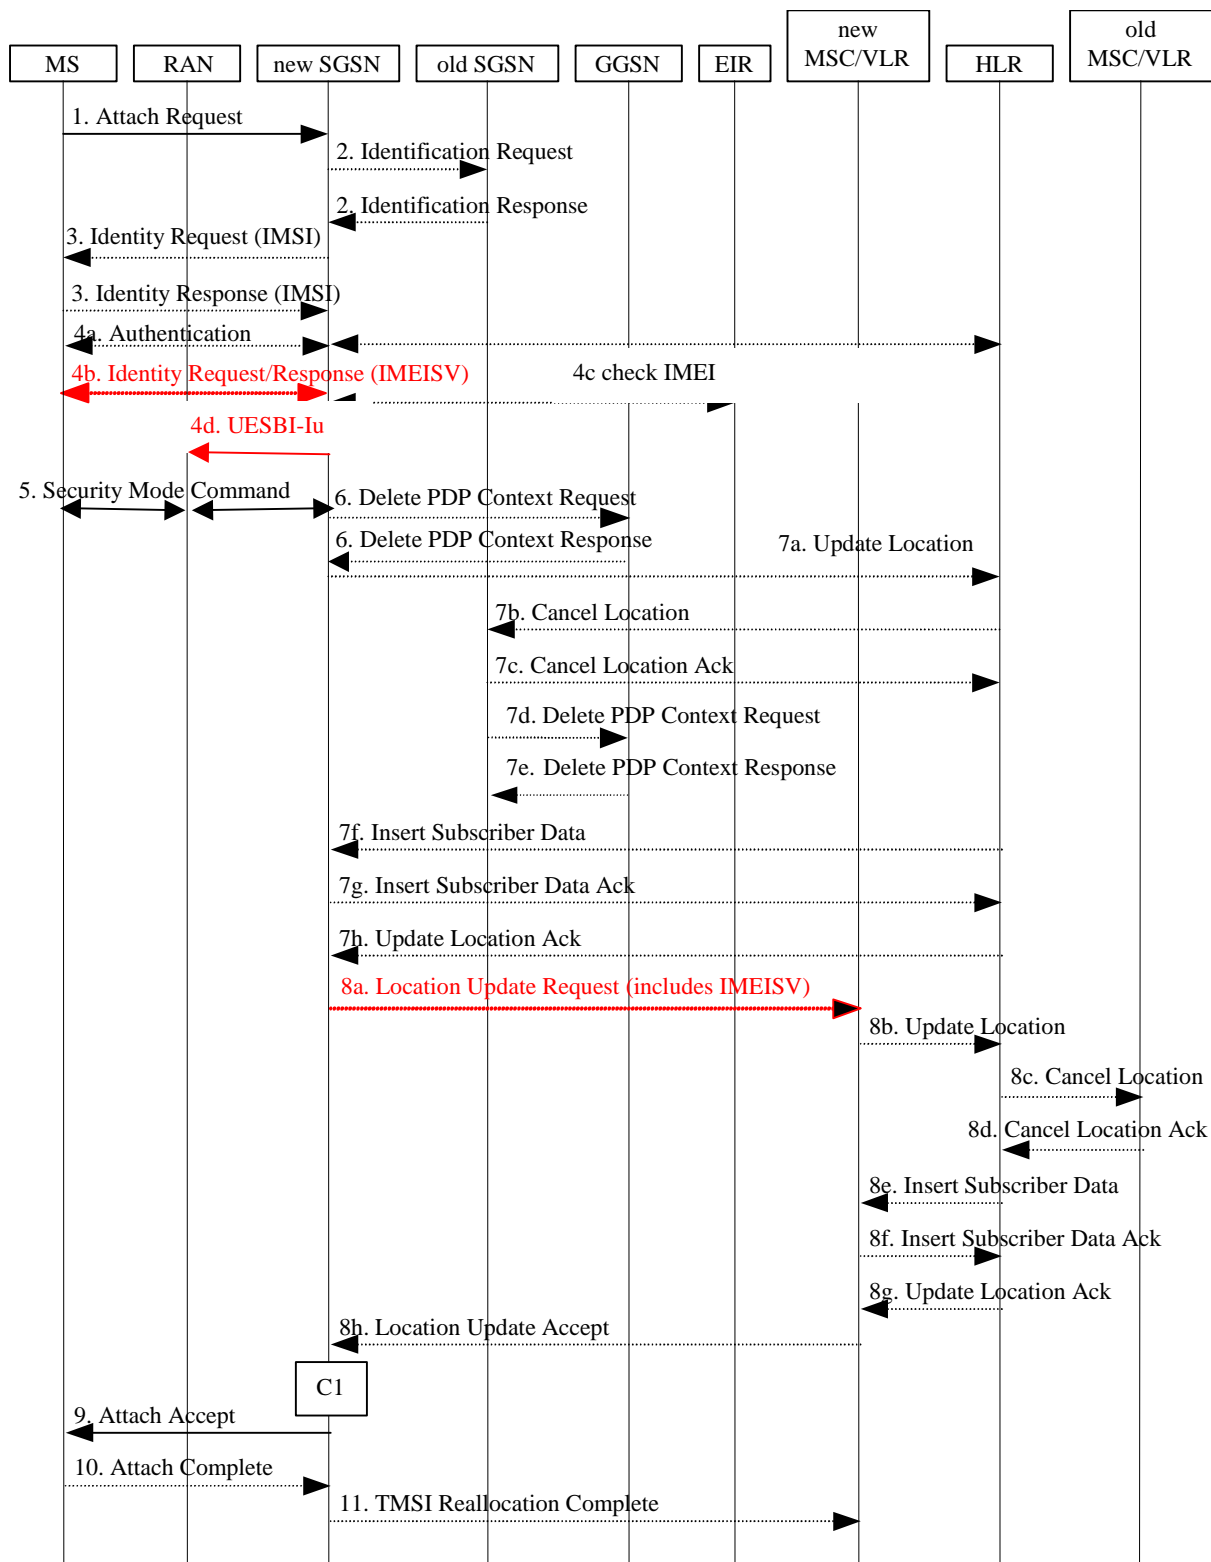 new
old
MSC/VLR
MSC/VLR
MS
RAN
new SGSN
old SGSN
GGSN
EIR
HLR
1. Attach Request
2. Identification Request
2. Identification Response
3. Identity Request (IMSI)
3. Identity Response (IMSI)
4a. Authentication
4b. Identity Request/Response (IMEISV)
4c check IMEI
4d. UESBI-Iu
5. Security Mode Command
6. Delete PDP Context Request
6. Delete PDP Context Response
7a. Update Location
7b. Cancel Location
7c. Cancel Location Ack
7d. Delete PDP Context Request
7e. Delete PDP Context Response
7f. Insert Subscriber Data
7g. Insert Subscriber Data Ack
7h. Update Location Ack
8a. Location Update Request (includes IMEISV)
8b. Update Location
8c. Cancel Location
8d. Cancel Location Ack
8e. Insert Subscriber Data
8f. Insert Subscriber Data Ack
8g. Update Location Ack
8h. Location Update Accept
C1
9. Attach Accept
10. Attach Complete
11. TMSI Reallocation Complete